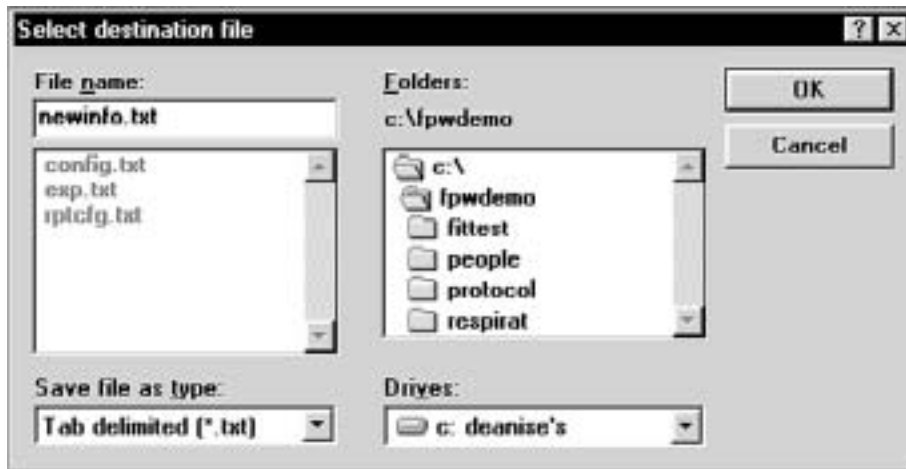 Select destination file
File name:
newinfo.txt
config.txt
exp.txt
rptcfg.txt
Save file as type:
Tab delimited (*.txt)
Folders:
c:\fpwdemo
c:\
fpwdemo
fittest
people
protocol
respirat
Drives:
c: deanise's
OK
Cancel